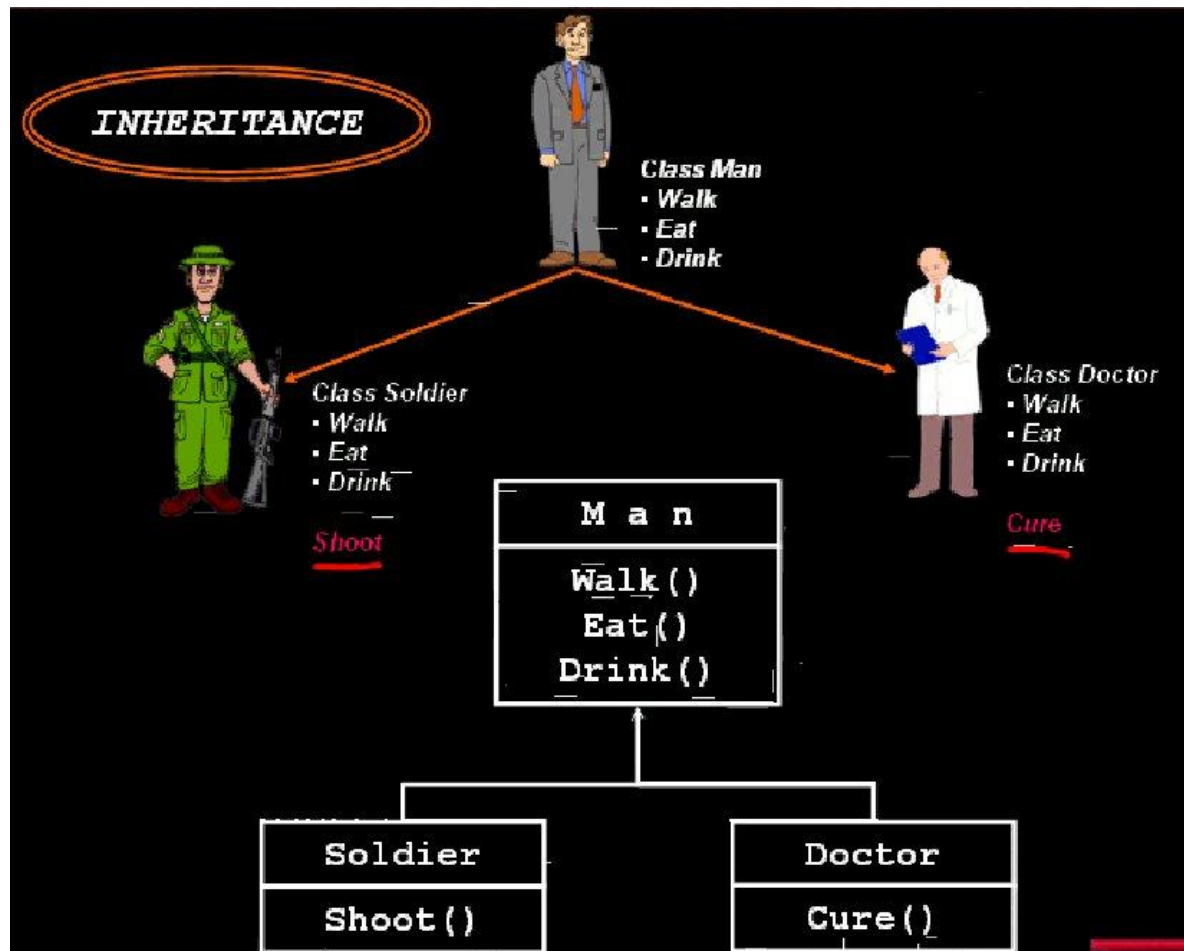 INHERITANCE
Class Man
▪ Walk
▪ Eat
▪ Drink
Class Soldier
▪ Walk
▪ Eat
▪ Drink
Shoot
Class Doctor
▪ Walk
▪ Eat
▪ Drink
Cure
M a n
Walk()
Eat()
Drink()
Soldier
Shoot()
Doctor
Cure()